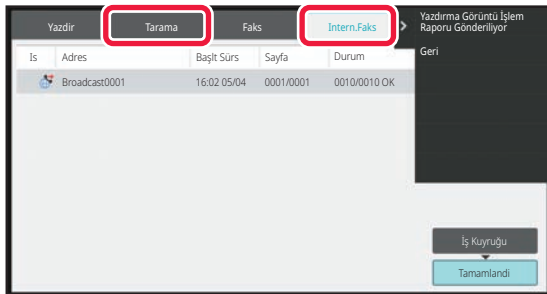 Yazdir Tarama Faks Intern.Faks
Is Adres Başlt Sürs Sayfa Durum
Broadcast0001 16:02 05/04 0001/0001 0010/0010 OK
Yazdırma Görüntü İşlem
Raporu Gönderiliyor
Geri
İş Kuyruğu
Tamamlandi